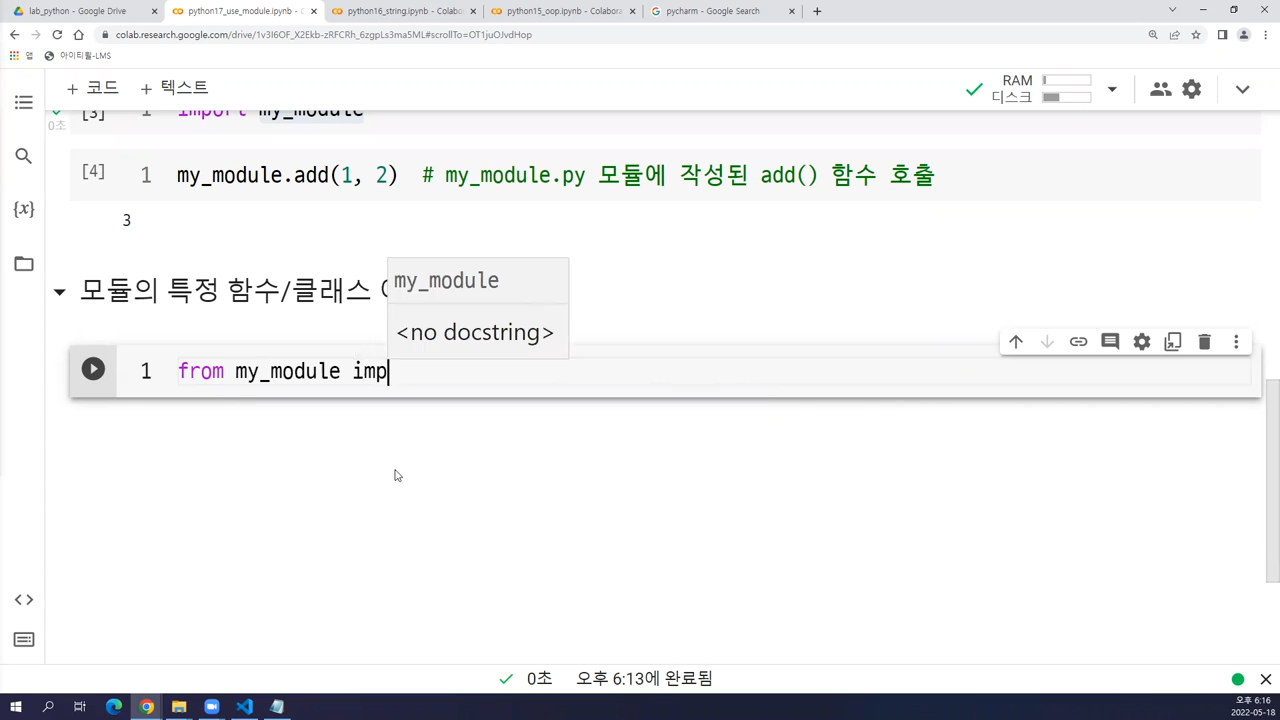 lab_python - Google Drive
python17_use_module.ipynb - C
python16_string.ipynb - Colabo
python15_oop.ipynb - Colabora
pycharm - Google Search
colab.research.google.com/drive/1v3I6OF_X2Ekb-zRFCRh_6zgpLs3ma5ML#scrollTo=OT1juOJvdHop
앱
아이티윌-LMS
+ 코드
+ 텍스트
RAM
디스크
[3]
0초
1 import my_module
[4]
1 my_module.add(1, 2) # my_module.py 모듈에 작성된 add() 함수 호출
3
모듈의 특정 함수/클래스
my_module
<no docstring>
1 from my_module imp
0초 오후 6:13에 완료됨
오후 6:16
2022-05-18